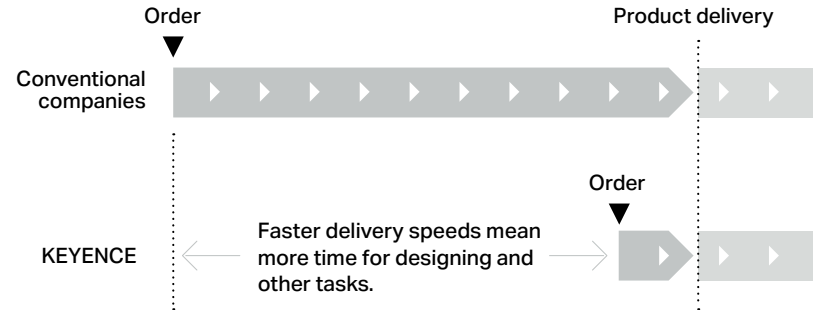 Order
Product delivery
Conventional
companies
Order
KEYENCE
Faster delivery speeds mean
more time for designing and
other tasks.